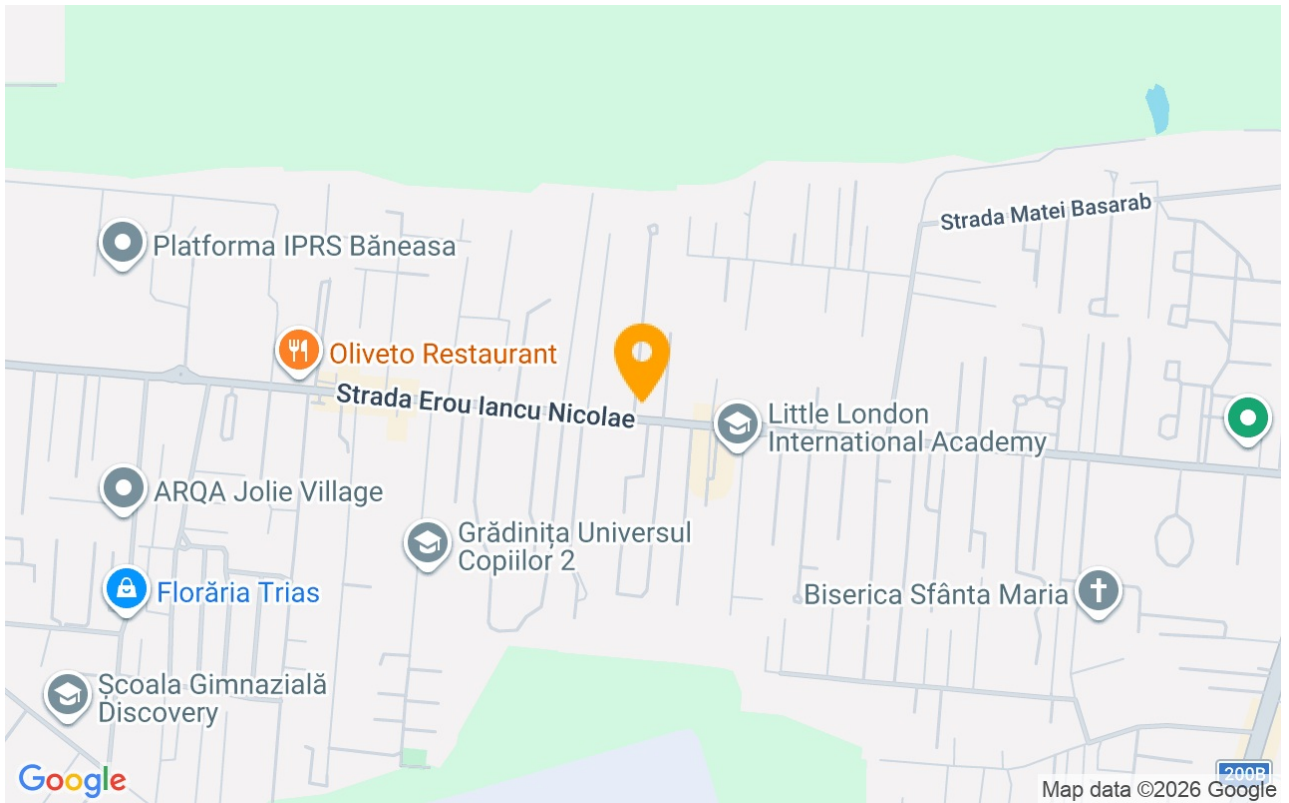 Strada Matei Basarab
Platforma IPRS Băneasa
Oliveto Restaurant
Strada Erou Iancu Nicolae
Little London
International Academy
ARQA Jolie Village
Grădinița Universul
Copiilor 2
Florăria Trias
Biserica Sfânta Maria
Școala Gimnazială
Discovery
Google
200B
Map data ©2026 Google